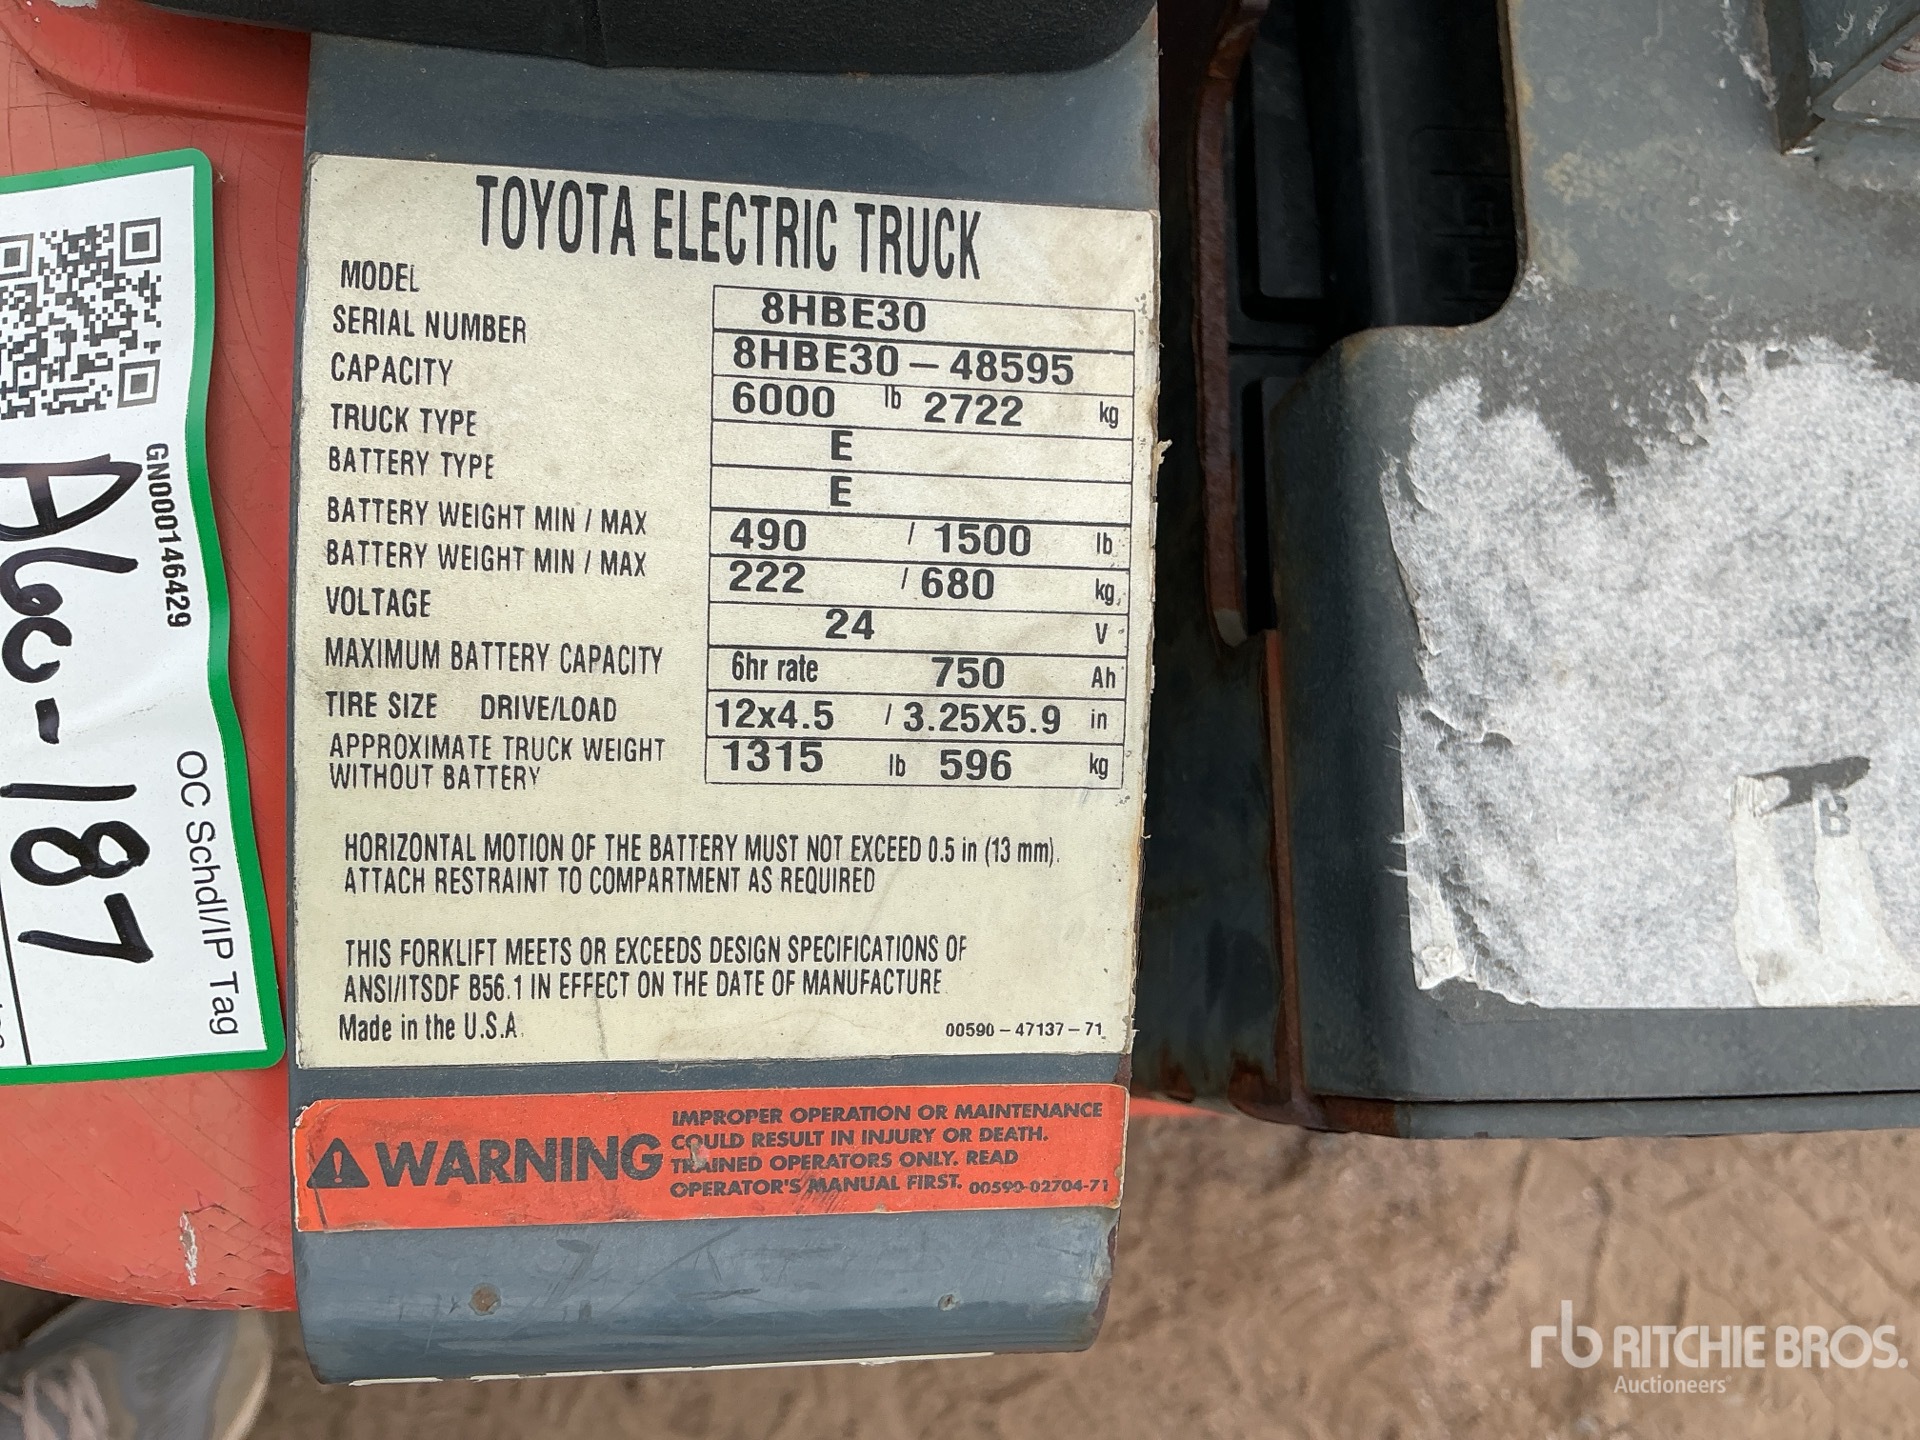 TOYOTA ELECTRIC TRUCK
MODEL 8HBE30
SERIAL NUMBER 8HBE30-48595
CAPACITY 6000 lb 2722 kg
TRUCK TYPE E
BATTERY TYPE E
BATTERY WEIGHT MIN / MAX 490 / 1500 lb
BATTERY WEIGHT MIN / MAX 222 / 680 kg
VOLTAGE 24 V
MAXIMUM BATTERY CAPACITY 6hr rate 750 Ah
TIRE SIZE DRIVE/LOAD 12x4.5 / 3.25X5.9 in
APPROXIMATE TRUCK WEIGHT
WITHOUT BATTERY 1315 lb 596 kg
HORIZONTAL MOTION OF THE BATTERY MUST NOT EXCEED 0.5 in (13 mm).
ATTACH RESTRAINT TO COMPARTMENT AS REQUIRED
THIS FORKLIFT MEETS OR EXCEEDS DESIGN SPECIFICATIONS OF
ANSI/ITSDF B56.1 IN EFFECT ON THE DATE OF MANUFACTURE
Made in the U.S.A.
00590-47137-71
WARNING
IMPROPER OPERATION OR MAINTENANCE
COULD RESULT IN INJURY OR DEATH.
TRAINED OPERATORS ONLY. READ
OPERATOR'S MANUAL FIRST. 00590-02704-71
GN000146429
A6C-187
OC Schdl/IP Tag
B
rb RITCHIE BROS.
Auctioneers